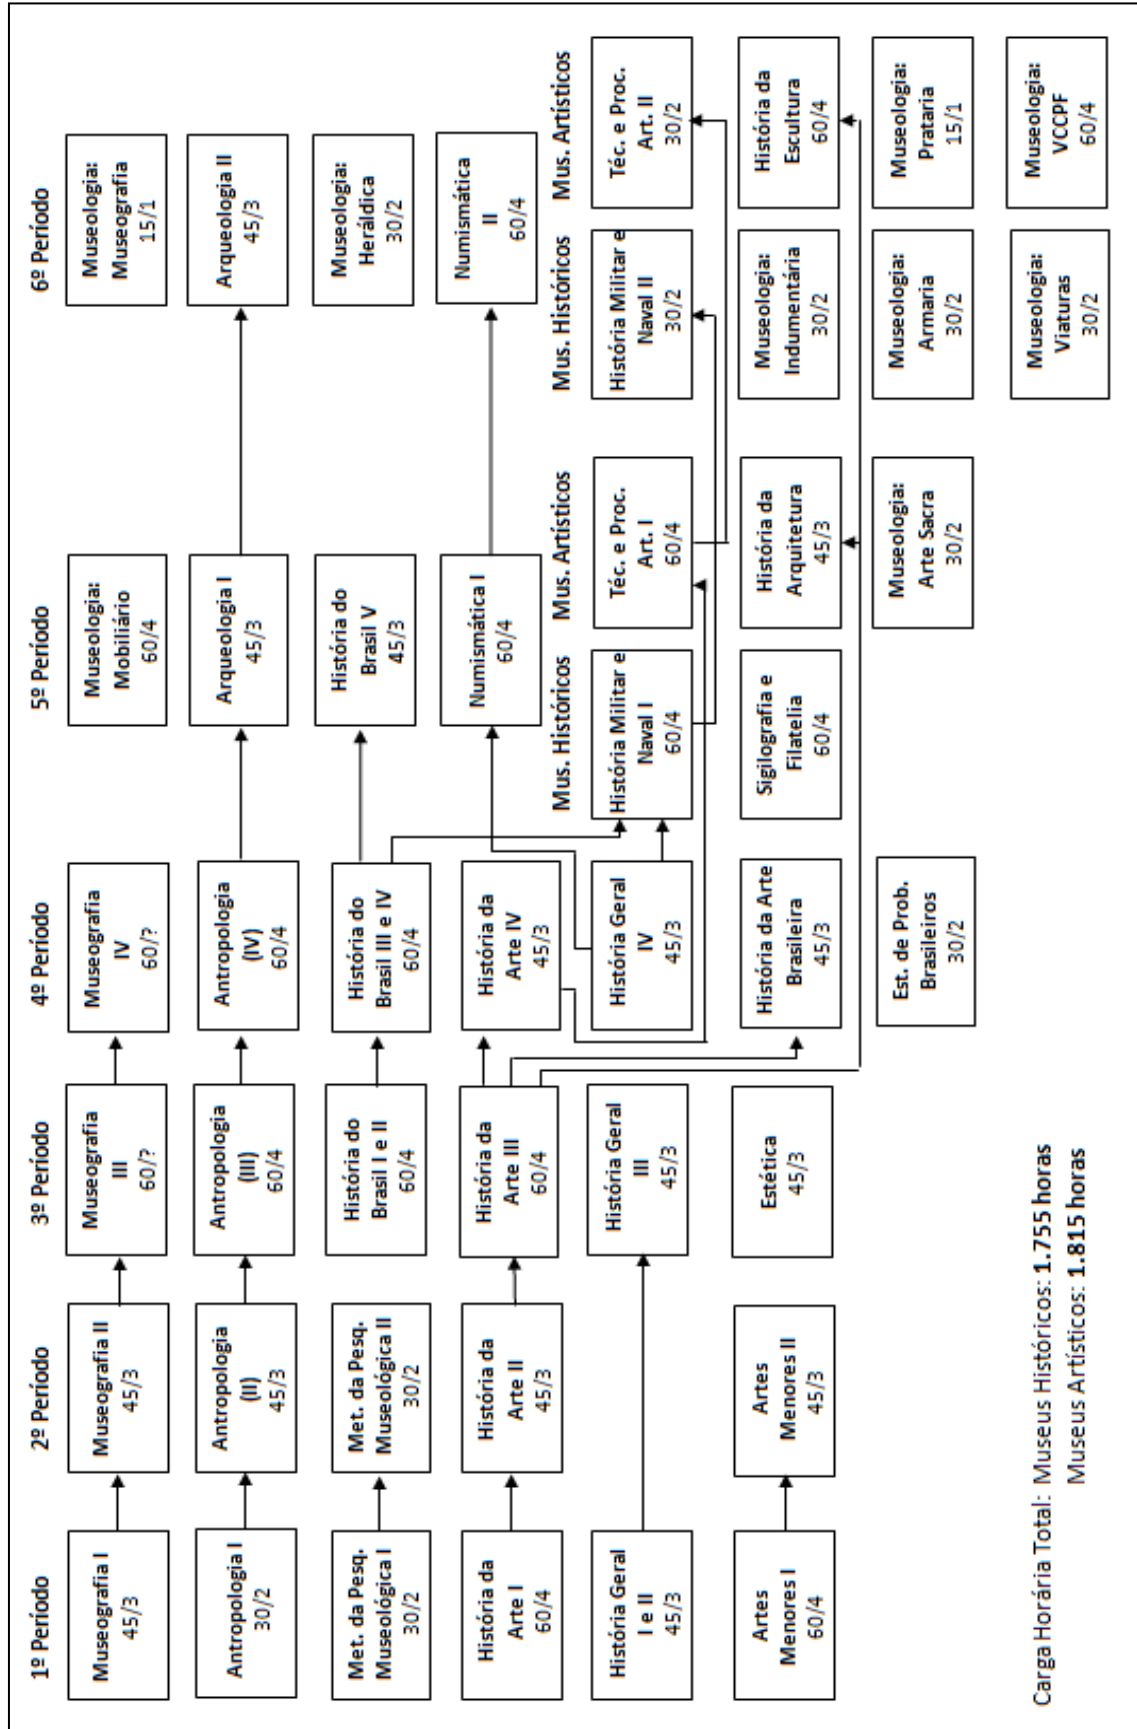 1º Período
Museografia I
45/3
Antropologia I
30/2
Met. da Pesq.
Museológica I
30/2
História da
Arte I
60/4
História Geral
I e II
45/3
Artes
Menores I
60/4
2º Período
Museografia II
45/3
Antropologia
(II)
45/3
Met. da Pesq.
Museológica II
30/2
História da
Arte II
45/3
Artes
Menores II
45/3
3º Período
Museografia
III
60/?
Antropologia
(III)
60/4
História do
Brasil I e II
60/4
História da
Arte III
60/4
História Geral
III
45/3
Estética
45/3
4º Período
Museografia
IV
60/?
Antropologia
(IV)
60/4
História do
Brasil III e IV
60/4
História da
Arte IV
45/3
História Geral
IV
45/3
História da Arte
Brasileira
45/3
Est. de Prob.
Brasileiros
30/2
5º Período
Museologia:
Mobiliário
60/4
Arqueologia I
45/3
História do
Brasil V
45/3
Numismática I
60/4
Mus. Históricos
História Militar e
Naval I
60/4
Sigilografia e
Filatelia
60/4
Mus. Artísticos
Téc. e Proc.
Art. I
60/4
História da
Arquitetura
45/3
Museologia:
Arte Sacra
30/2
6º Período
Museologia:
Museografia
15/1
Arqueologia II
45/3
Museologia:
Heráldica
30/2
Numismática
II
60/4
Mus. Históricos
História Militar e
Naval II
30/2
Museologia:
Indumentária
30/2
Museologia:
Armaria
30/2
Museologia:
Viaturas
30/2
Mus. Artísticos
Téc. e Proc.
Art. II
30/2
História da
Escultura
60/4
Museologia:
Prataria
15/1
Museologia:
VCCPF
60/4
Carga Horária Total: Museus Históricos: 1.755 horas
Museus Artísticos: 1.815 horas